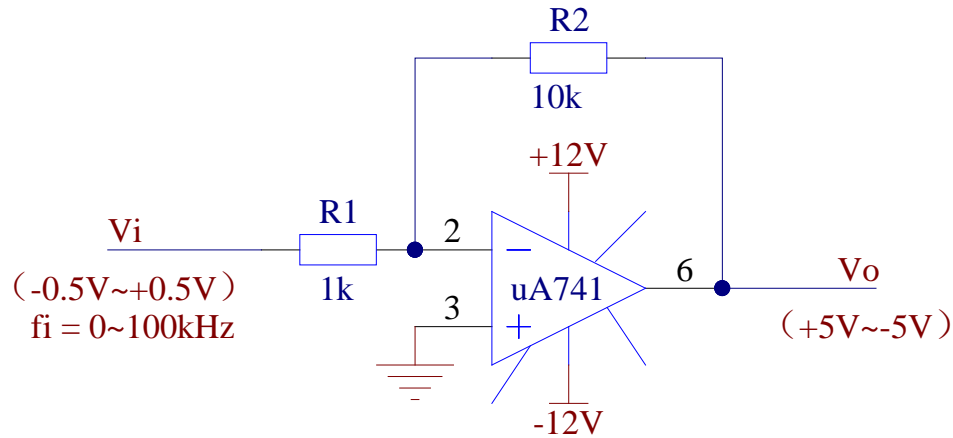 R2
10k
+12V
R1
Vi
2
1k
uA741
6
Vo
（-0.5V~+0.5V）
3
fi = 0~100kHz
（+5V~-5V）
-12V